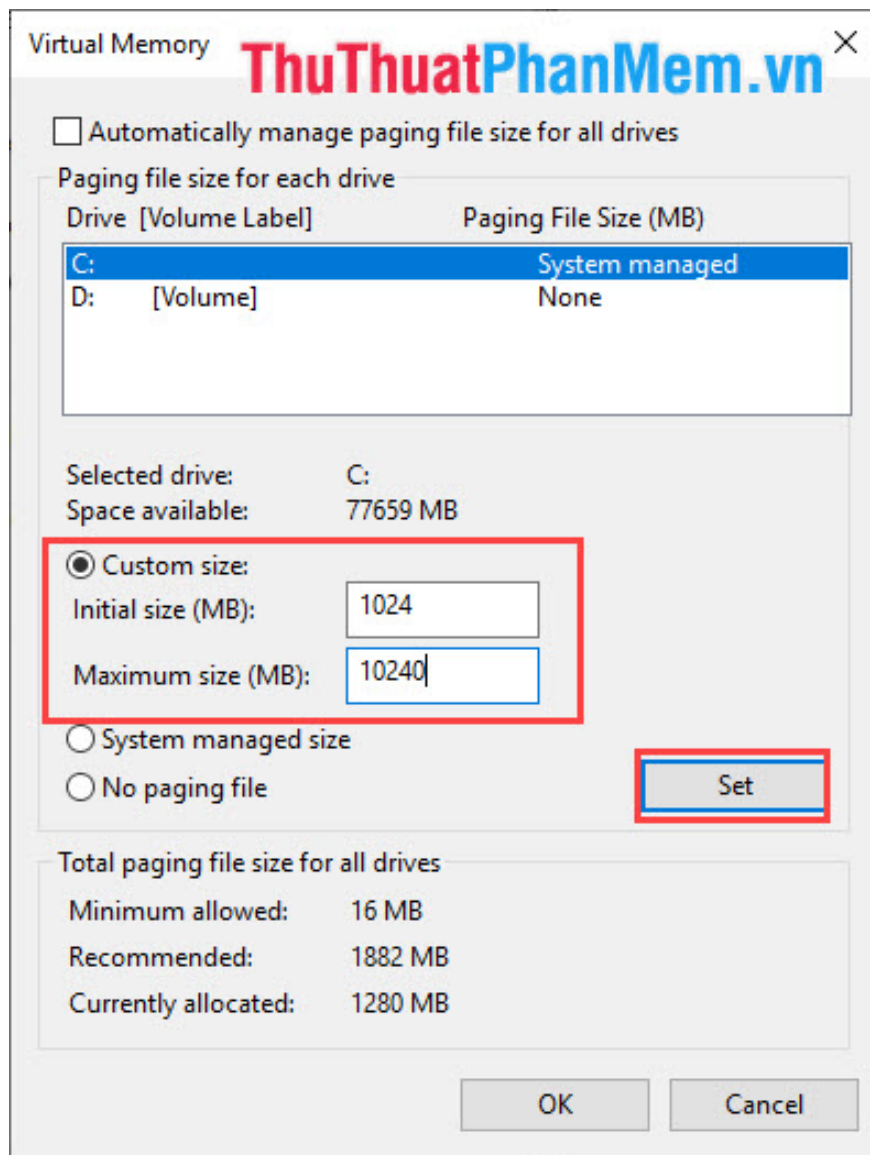 Virtual Memory
ThuThuatPhanMem.vn
Automatically manage paging file size for all drives
Paging file size for each drive
Drive [Volume Label] Paging File Size (MB)
C: System managed
D: [Volume] None
Selected drive: C:
Space available: 77659 MB
Custom size:
Initial size (MB): 1024
Maximum size (MB): 10240
System managed size
No paging file
Set
Total paging file size for all drives
Minimum allowed: 16 MB
Recommended: 1882 MB
Currently allocated: 1280 MB
OK Cancel